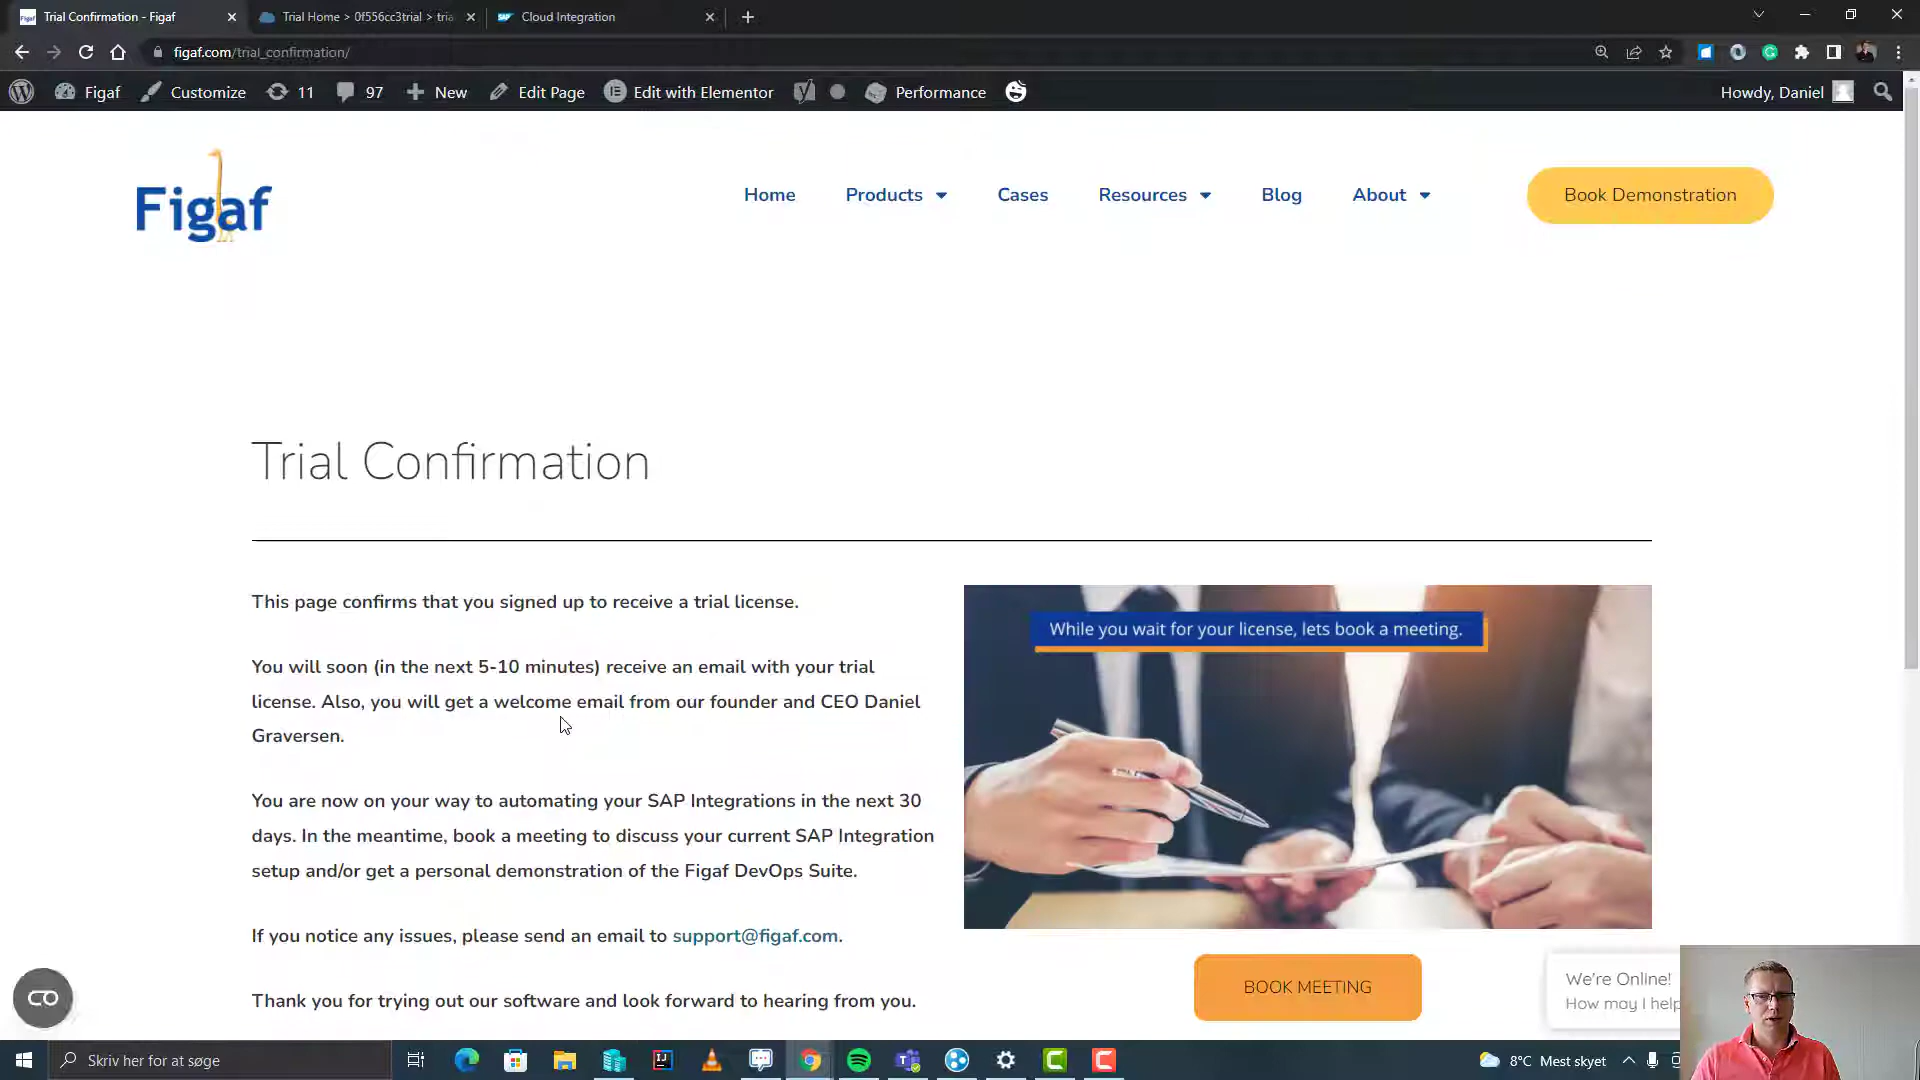 Trial Confirmation - Figaf
Trial Home > 0f556cc3trial > tria
Cloud Integration
figaf.com/trial_confirmation/
Figaf
Customize
11
97
New
Edit Page
Edit with Elementor
Performance
Howdy, Daniel
Figaf
Home
Products
Cases
Resources
Blog
About
Book Demonstration
Trial Confirmation
This page confirms that you signed up to receive a trial license.
You will soon (in the next 5-10 minutes) receive an email with your trial
license. Also, you will get a welcome email from our founder and CEO Daniel
Graversen.
You are now on your way to automating your SAP Integrations in the next 30
days. In the meantime, book a meeting to discuss your current SAP Integration
setup and/or get a personal demonstration of the Figaf DevOps Suite.
If you notice any issues, please send an email to support@figaf.com.
Thank you for trying out our software and look forward to hearing from you.
While you wait for your license, lets book a meeting.
BOOK MEETING
We're Online!
How may I help
Skriv her for at søge
8°C Mest skyet